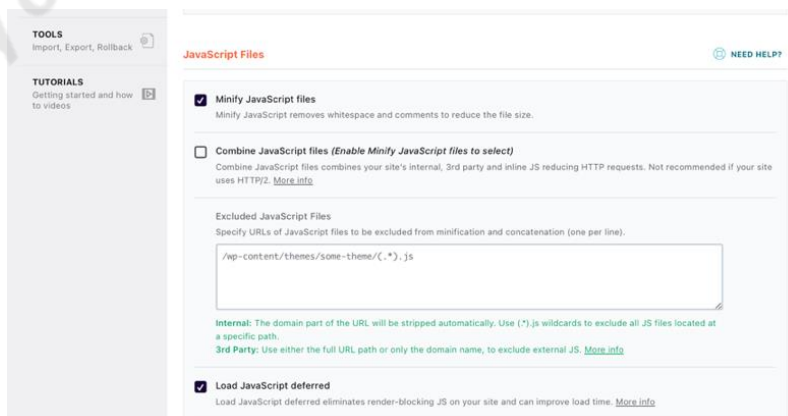 TOOLS
Import, Export, Rollback
TUTORIALS
Getting started and how
to videos
JavaScript Files
NEED HELP?
Minify JavaScript files
Minify JavaScript removes whitespace and comments to reduce the file size.
Combine JavaScript files (Enable Minify JavaScript files to select)
Combine JavaScript files combines your site's internal, 3rd party and inline JS reducing HTTP requests. Not recommended if your site
uses HTTP/2. More info
Excluded JavaScript Files
Specify URLs of JavaScript files to be excluded from minification and concatenation (one per line).
/wp-content/themes/some-theme/(.*).js
Internal: The domain part of the URL will be stripped automatically. Use (.*).js wildcards to exclude all JS files located at
a specific path.
3rd Party: Use either the full URL path or only the domain name, to exclude external JS. More info
Load JavaScript deferred
Load JavaScript deferred eliminates render-blocking JS on your site and can improve load time. More info